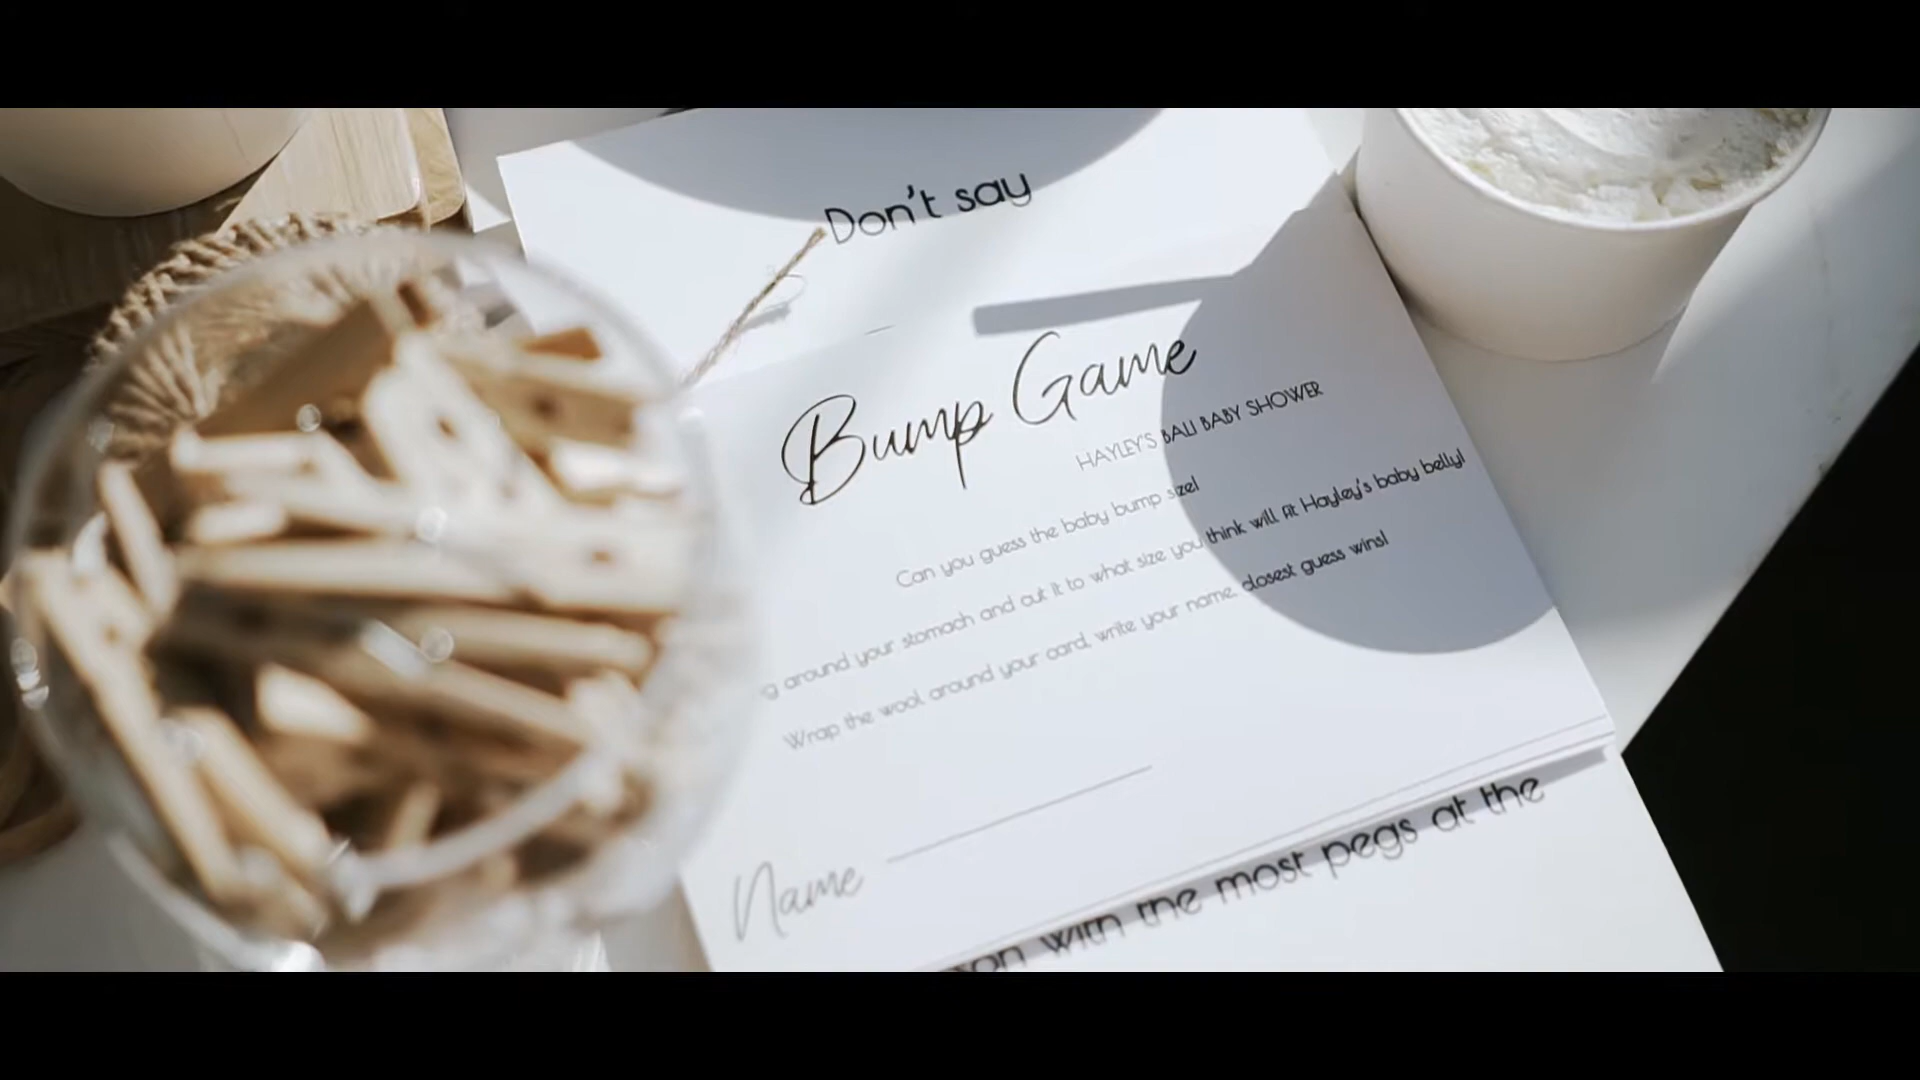 Don't say
Bump Game
HAYLEY'S BALI BABY SHOWER
Can you guess the baby bump size!
around your stomach and cut it to what size you think will fit Hayley's baby belly!
Wrap the wool around your card, write your name, closest guess wins!
Name
with the most pegs at the